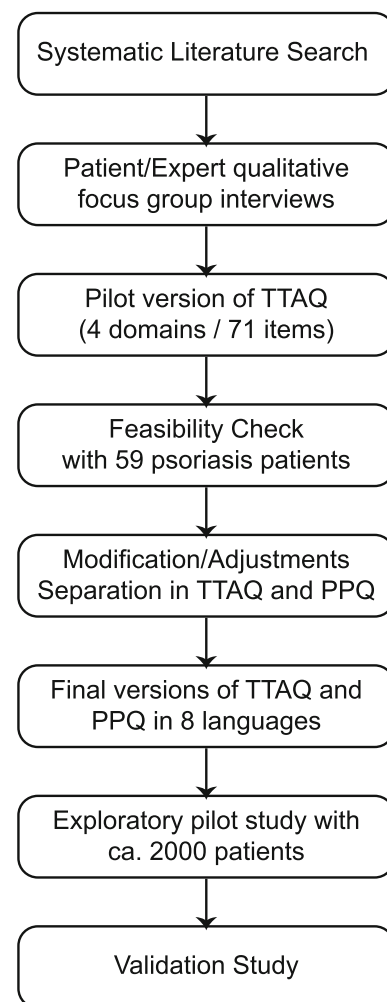 Systematic Literature Search
Patient/Expert qualitative
focus group interviews
Pilot version of TTAQ
(4 domains / 71 items)
Feasibility Check
with 59 psoriasis patients
Modification/Adjustments
Separation in TTAQ and PPQ
Final versions of TTAQ and
PPQ in 8 languages
Exploratory pilot study with
ca. 2000 patients
Validation Study